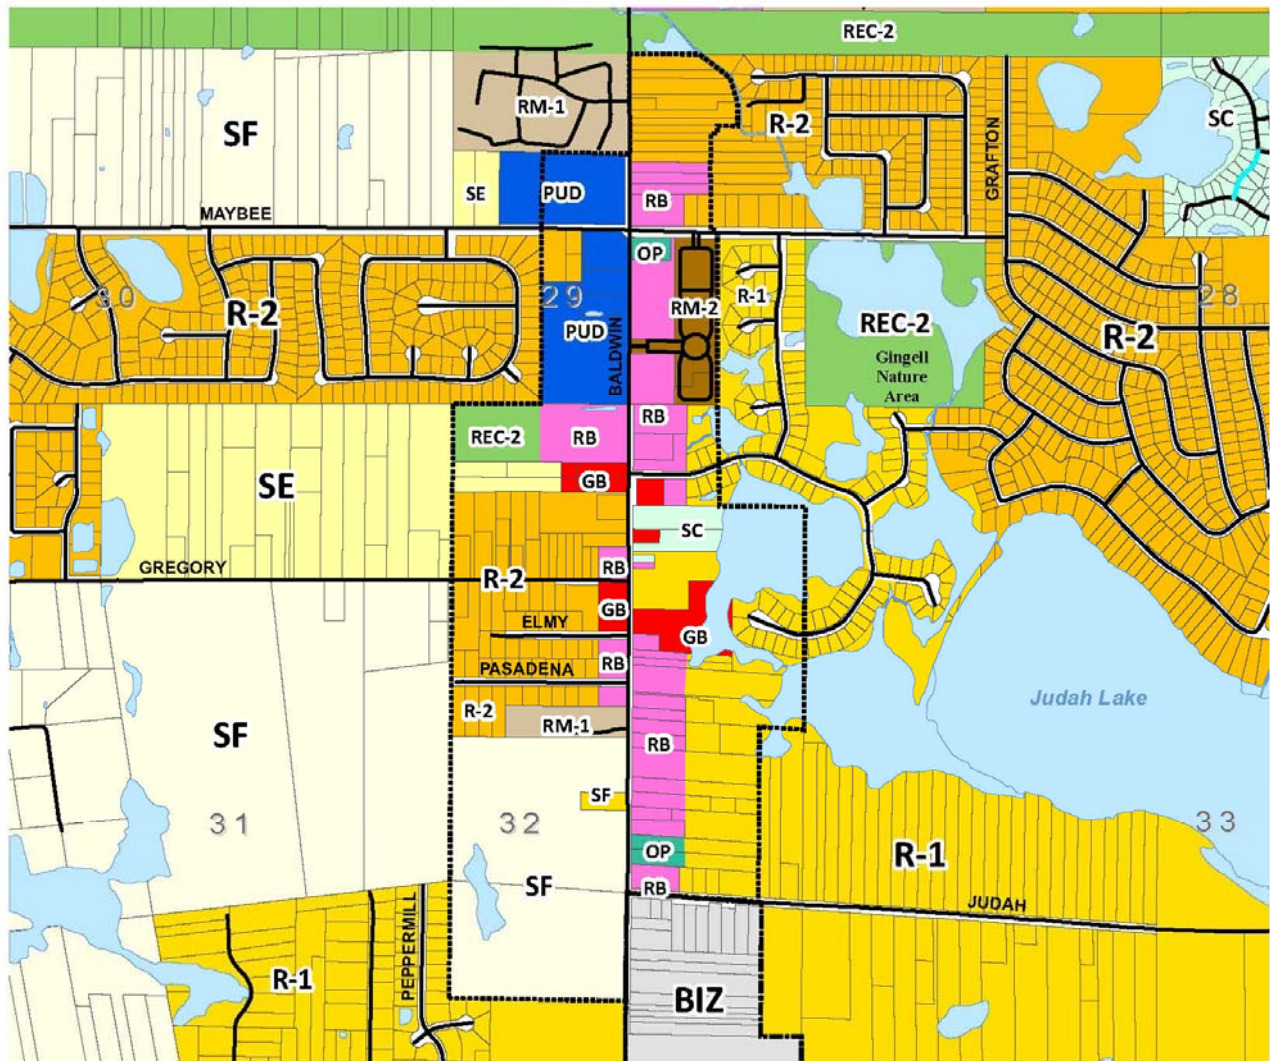 REC-2
RM-1
SF
R-2
SC
GRAFTON
SE
PUD
RB
MAYBEE
OP
30
R-2
29
PUD
BALDWIN
RM-2
R-1
REC-2
Gingell
Nature
Area
28
R-2
REC-2
RB
RB
SE
GB
SC
GREGORY
R-2
RB
GB
ELMY
GB
RB
PASADENA
R-2
RM-1
Judah Lake
SF
RB
SF
31
32
33
OP
R-1
SF
RB
JUDAH
PEPPERMILL
R-1
BIZ